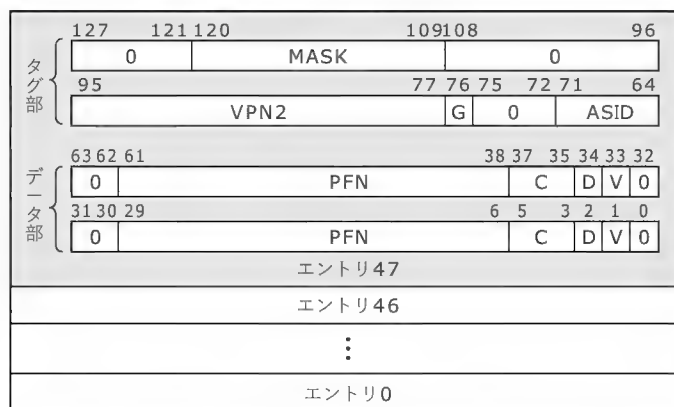 127 121 120 109 108 96
0 MASK 0
95 77 76 75 72 71 64
VPN2 G 0 ASID
タグ部
63 62 61 38 37 35 34 33 32
0 PFN C D V 0
31 30 29 6 5 3 2 1 0
0 PFN C D V 0
データ部
エントリ47
エントリ46
⋮
エントリ0